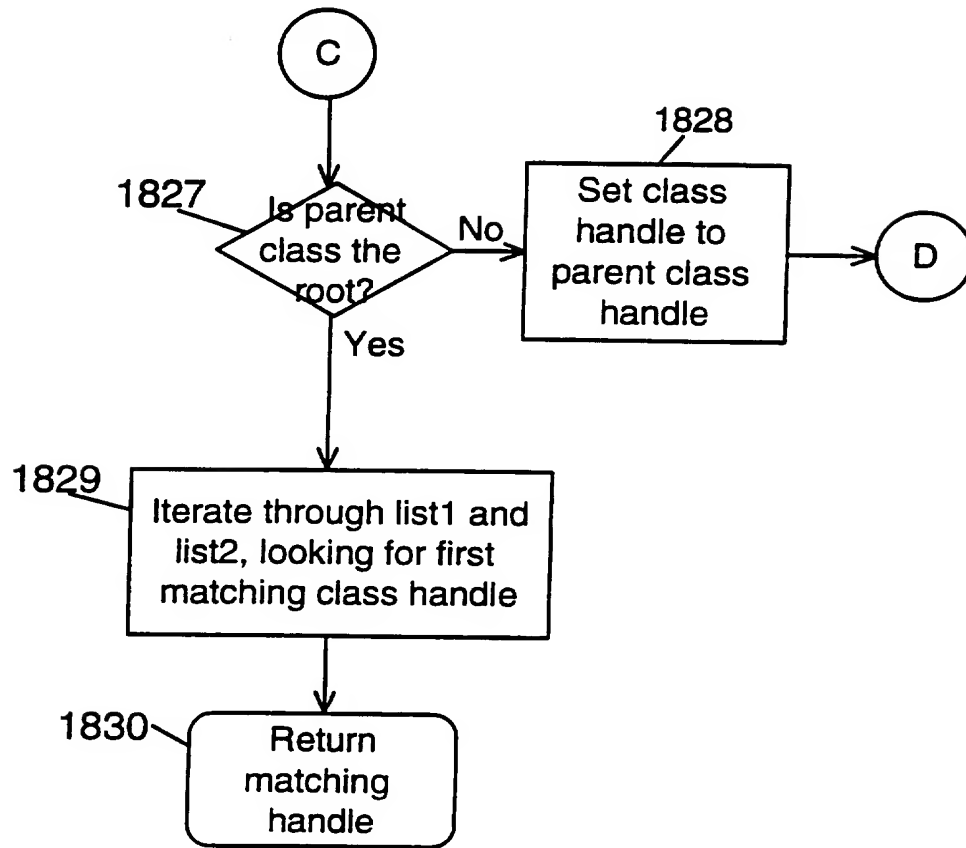 C
1828
1827
Is parent
class the
root?
No
Set class
handle to
parent class
handle
D
Yes
1829
Iterate through list1 and
list2, looking for first
matching class handle
1830
Return
matching
handle